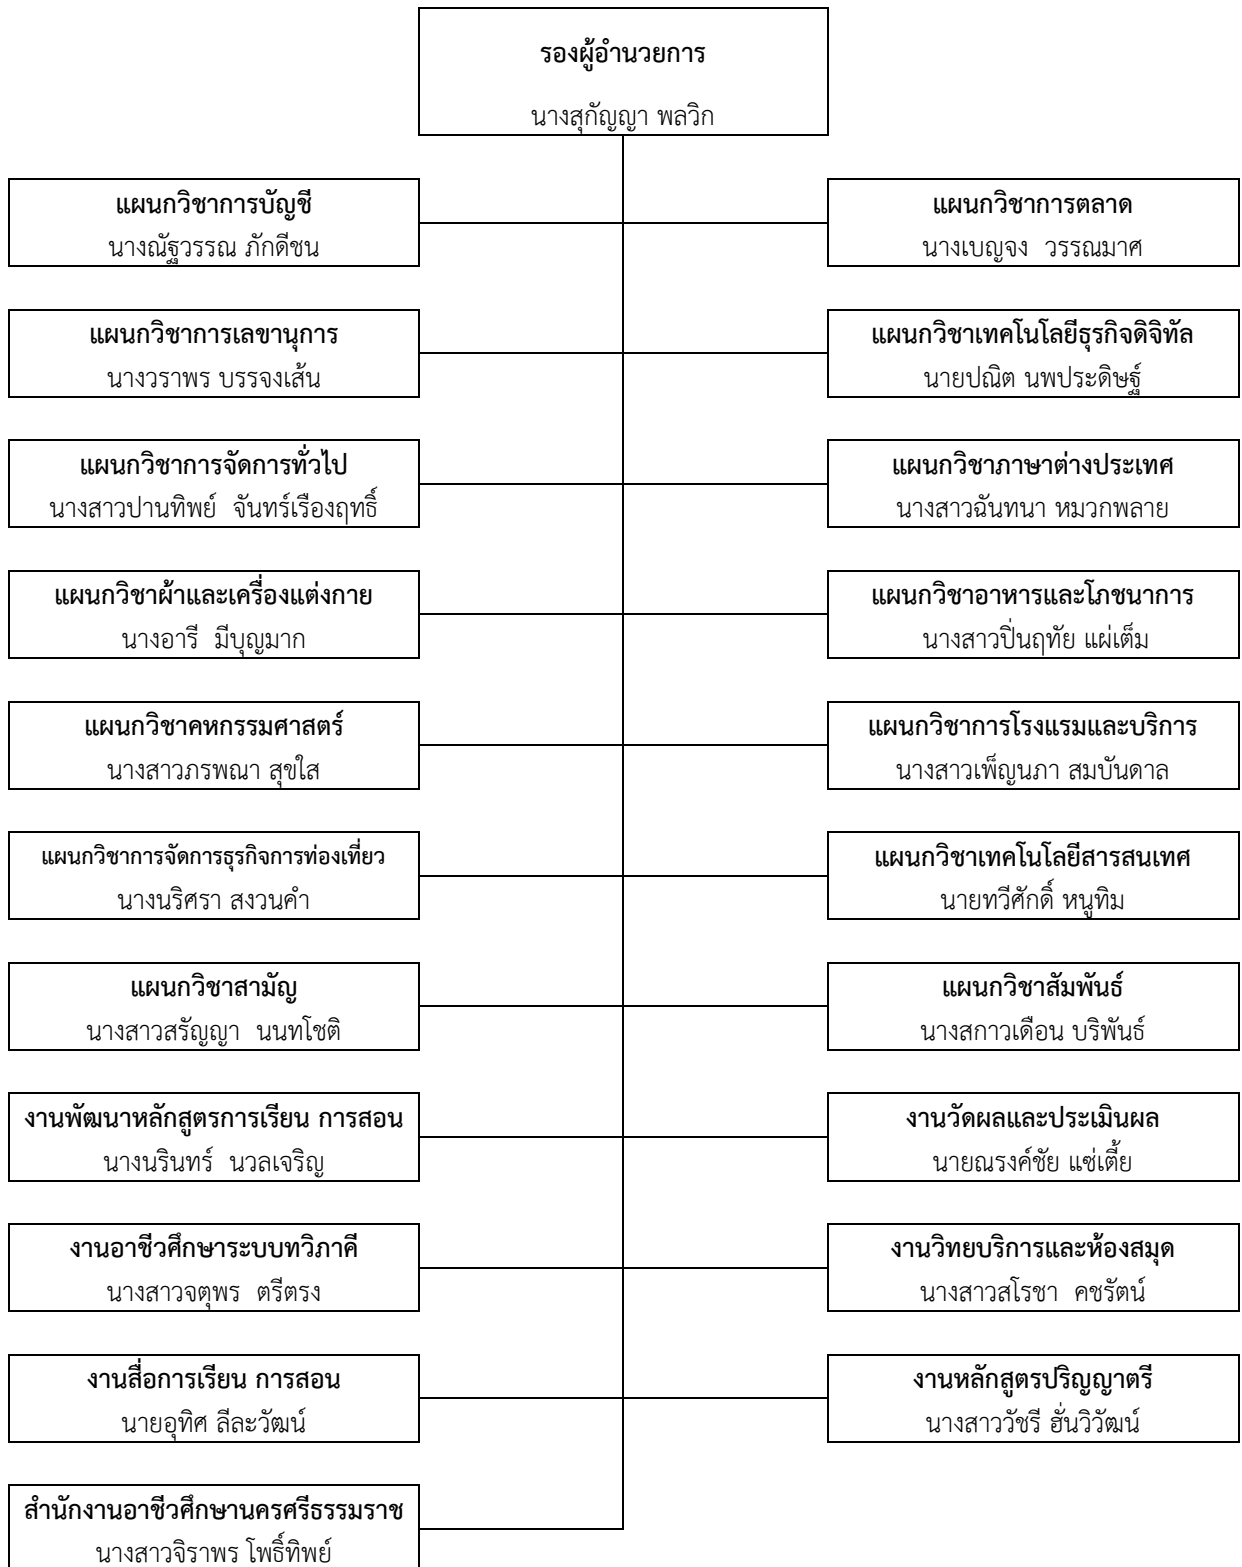 รองผู้อำนวยการ
นางสุกัญญา พลวิก
แผนกวิชาการบัญชี
นางณัฐวรรณ ภักดีชน
แผนกวิชาการตลาด
นางเบญจง วรรณมาศ
แผนกวิชาการเลขานุการ
นางวราพร บรรจงเส้น
แผนกวิชาเทคโนโลยีธุรกิจดิจิทัล
นายปณิต นพประดิษฐ์
แผนกวิชาการจัดการทั่วไป
นางสาวปานทิพย์ จันทร์เรืองฤทธิ์
แผนกวิชาภาษาต่างประเทศ
นางสาวฉันทนา หมวกพลาย
แผนกวิชาผ้าและเครื่องแต่งกาย
นางอารี มีบุญมาก
แผนกวิชาอาหารและโภชนาการ
นางสาวปิ่นฤทัย แผ่เต็ม
แผนกวิชาคหกรรมศาสตร์
นางสาวภรพณา สุขใส
แผนกวิชาการโรงแรมและบริการ
นางสาวเพ็ญนภา สมบันดาล
แผนกวิชาการจัดการธุรกิจการท่องเที่ยว
นางนริศรา สงวนคำ
แผนกวิชาเทคโนโลยีสารสนเทศ
นายทวีศักดิ์ หนูทิม
แผนกวิชาสามัญ
นางสาวสรัญญา นนทโชติ
แผนกวิชาสัมพันธ์
นางสกาวเดือน บริพันธ์
งานพัฒนาหลักสูตรการเรียน การสอน
นางนรินทร์ นวลเจริญ
งานวัดผลและประเมินผล
นายณรงค์ชัย แซ่เตี้ย
งานอาชีวศึกษาระบบทวิภาคี
นางสาวจตุพร ตรีตรง
งานวิทยบริการและห้องสมุด
นางสาวสโรชา คชรัตน์
งานสื่อการเรียน การสอน
นายอุทิศ ลีละวัฒน์
งานหลักสูตรปริญญาตรี
นางสาววัชรี ฮั่นวิวัฒน์
สำนักงานอาชีวศึกษานครศรีธรรมราช
นางสาวจิราพร โพธิ์ทิพย์